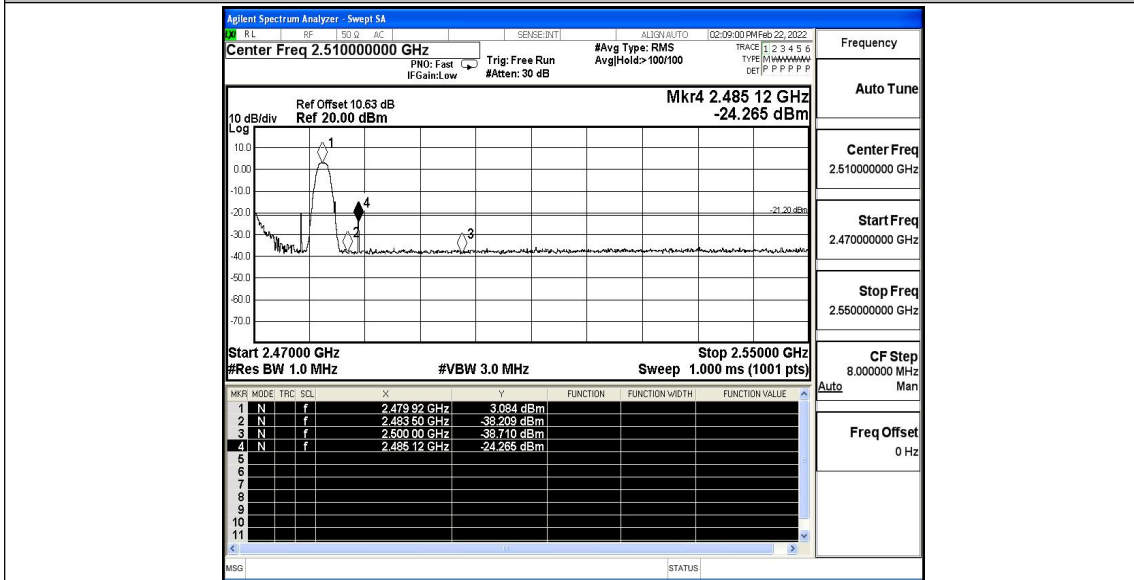 Agilent Spectrum Analyzer - Swept SA
RL RF 50 Ω AC SENSE:INT ALIGN AUTO 02:09:00 PM Feb 22, 2022
Center Freq 2.510000000 GHz
PNO: Fast
IFGain:Low
Trig: Free Run
#Atten: 30 dB
#Avg Type: RMS
Avg|Hold:>100/100
TRACE 1 2 3 4 5 6
TYPE M WWWWW
DET P P P P P P
Ref Offset 10.63 dB
10 dB/div Ref 20.00 dBm
Log
Mkr4 2.485 12 GHz
-24.265 dBm
10.0
0.00
-10.0
-20.0
-30.0
-40.0
-50.0
-60.0
-70.0
1
2
3
4
-21.20 dBm
Start 2.47000 GHz Stop 2.55000 GHz
#Res BW 1.0 MHz #VBW 3.0 MHz Sweep 1.000 ms (1001 pts)
MKR MODE TRC SCL X Y FUNCTION FUNCTION WIDTH FUNCTION VALUE
1 N f 2.479 92 GHz 3.084 dBm
2 N f 2.483 50 GHz -38.209 dBm
3 N f 2.500 00 GHz -38.710 dBm
4 N f 2.485 12 GHz -24.265 dBm
5
6
7
8
9
10
11
MSG STATUS
Frequency
Auto Tune
Center Freq
2.510000000 GHz
Start Freq
2.470000000 GHz
Stop Freq
2.550000000 GHz
CF Step
8.000000 MHz
Auto Man
Freq Offset
0 Hz